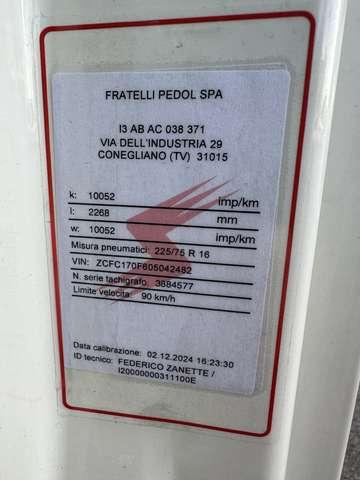 FRATELLI PEDOL SPA
I3 AB AC 038 371
VIA DELL'INDUSTRIA 29
CONEGLIANO (TV) 31015
k: 10052 imp/km
l: 2268 mm
w: 10052 imp/km
Misura pneumatici: 225/75 R 16
VIN: ZCFC170F605042482
N. serie tachigrafo: 3884577
Limite velocita: 90 km/h
Data calibrazione: 02.12.2024 16:23:30
ID tecnico: FEDERICO ZANETTE /
I20000000311100E